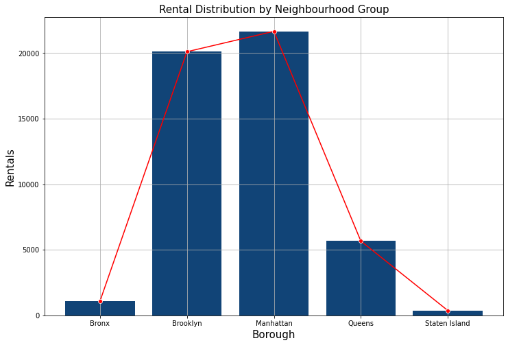 Rental Distribution by Neighbourhood Group
20000
15000
10000
5000
0
Rentals
Bronx Brooklyn Manhattan Queens Staten Island
Borough